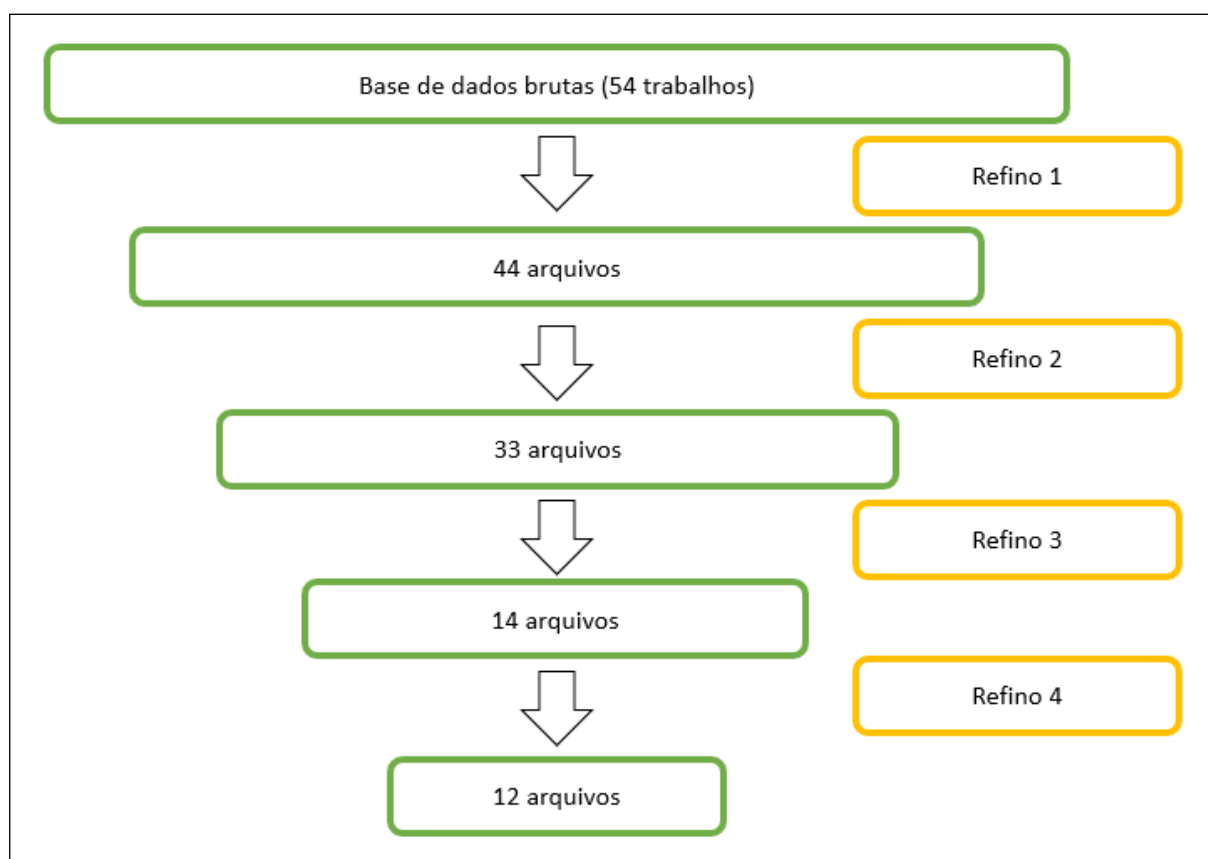 Base de dados brutas (54 trabalhos)
Refino 1
44 arquivos
Refino 2
33 arquivos
Refino 3
14 arquivos
Refino 4
12 arquivos